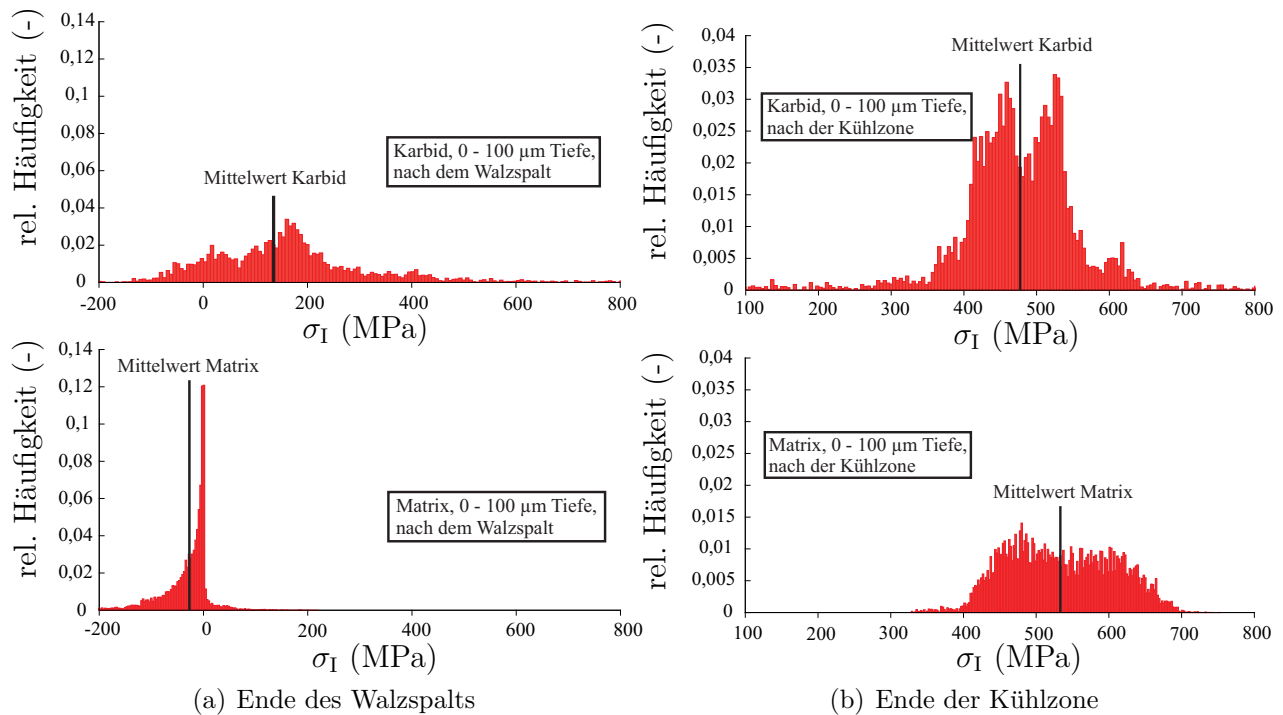 rel. Häufigkeit (-)
0,14
0,12
0,1
0,08
0,06
0,04
0,02
0
Karbid, 0 - 100 µm Tiefe,
nach dem Walzspalt
Mittelwert Karbid
-200 0 200 400 600 800
σI (MPa)
rel. Häufigkeit (-)
0,04
0,035
0,03
0,025
0,02
0,015
0,01
0,005
0
Mittelwert Karbid
Karbid, 0 - 100 µm Tiefe,
nach der Kühlzone
100 200 300 400 500 600 700 800
σI (MPa)
rel. Häufigkeit (-)
0,14
0,12
0,1
0,08
0,06
0,04
0,02
0
Mittelwert Matrix
Matrix, 0 - 100 µm Tiefe,
nach dem Walzspalt
-200 0 200 400 600 800
σI (MPa)
(a) Ende des Walzspalts
rel. Häufigkeit (-)
0,04
0,035
0,03
0,025
0,02
0,015
0,01
0,005
0
Matrix, 0 - 100 µm Tiefe,
nach der Kühlzone
Mittelwert Matrix
100 200 300 400 500 600 700 800
σI (MPa)
(b) Ende der Kühlzone